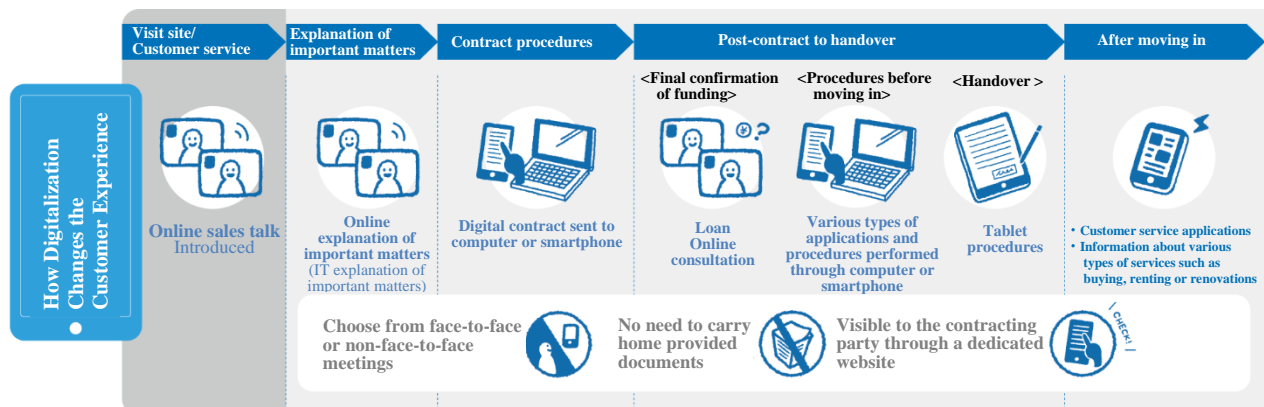 How Digitalization
Changes the
Customer Experience
Visit site/
Customer service
Explanation of
important matters
Contract procedures
Post-contract to handover
After moving in
<Final confirmation
of funding>
<Procedures before
moving in>
<Handover >
Online sales talk
Introduced
Online
explanation of
important matters
(IT explanation of
important matters)
Digital contract sent to
computer or smartphone
Loan
Online
consultation
Various types of
applications and
procedures performed
through computer or
smartphone
Tablet
procedures
• Customer service applications
• Information about various
types of services such as
buying, renting or renovations
Choose from face-to-face
or non-face-to-face
meetings
No need to carry
home provided
documents
Visible to the contracting
party through a dedicated
website
CHECK!
¥?